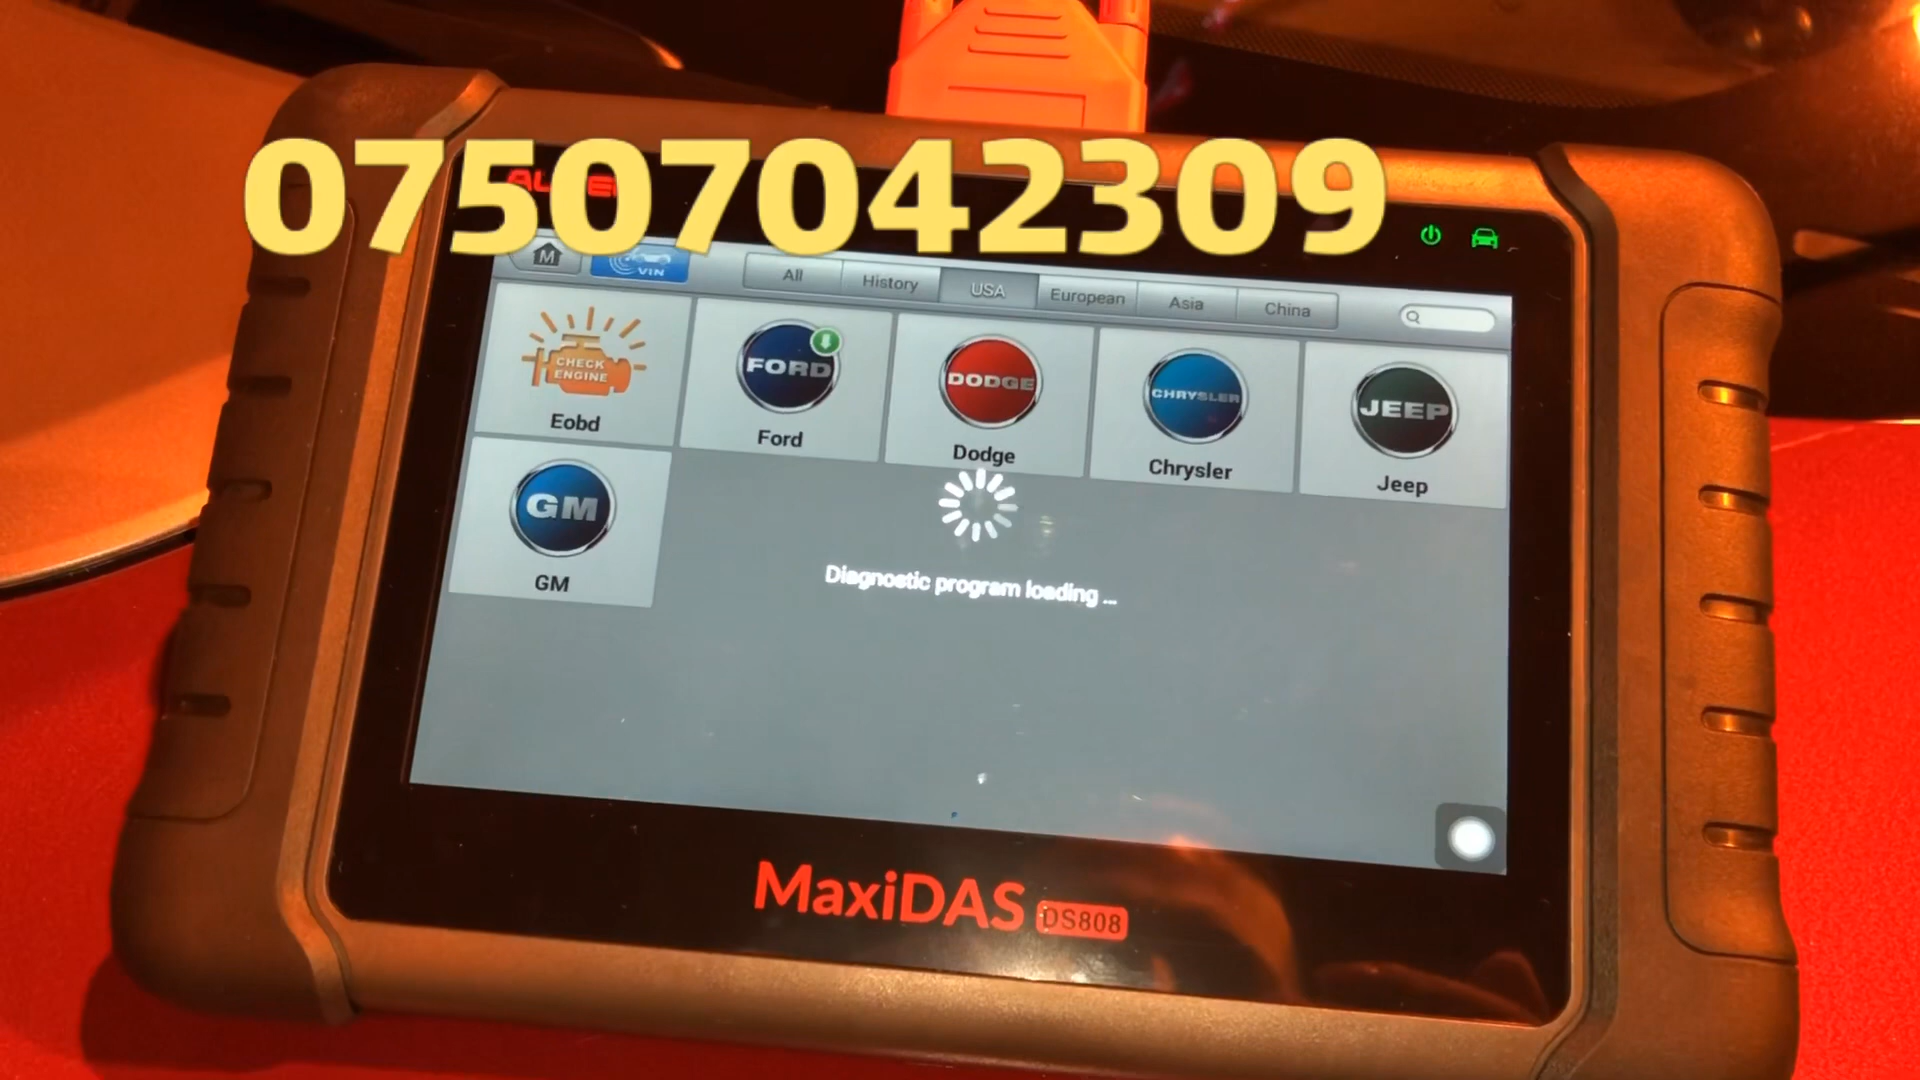 07507042309
M
VIN
All
History
USA
European
Asia
China
CHECK
ENGINE
FORD
DODGE
CHRYSLER
JEEP
Eobd
Ford
Dodge
Chrysler
Jeep
GM
GM
Diagnostic program loading ...
MaxiDAS DS808